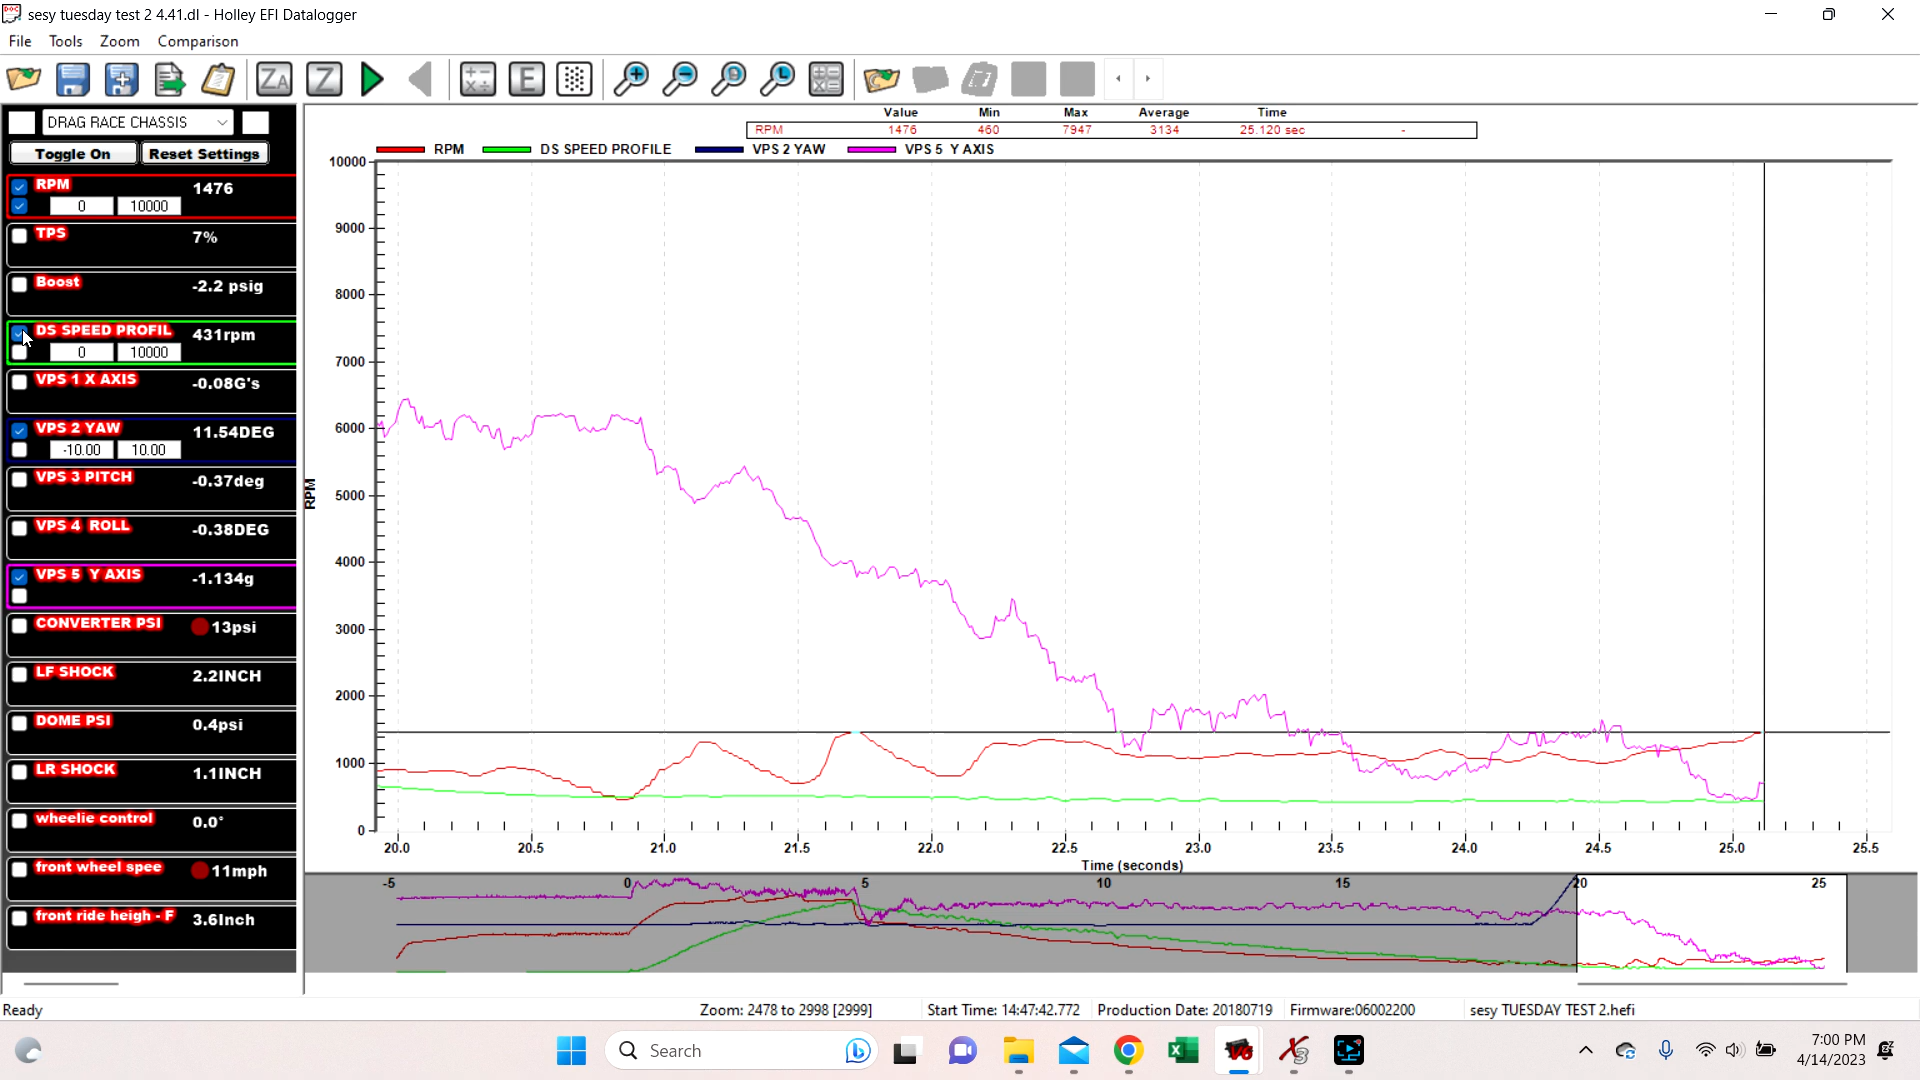 sesy tuesday test 2 4.41.dl - Holley EFI Datalogger
File Tools Zoom Comparison
ZA Z E
DRAG RACE CHASSIS
Toggle On Reset Settings
RPM 1476
0 10000
TPS 7%
Boost -2.2 psig
DS SPEED PROFIL 431rpm
0 10000
VPS 1 X AXIS -0.08G's
VPS 2 YAW 11.54DEG
-10.00 10.00
VPS 3 PITCH -0.37deg
VPS 4 ROLL -0.38DEG
VPS 5 Y AXIS -1.134g
CONVERTER PSI 13psi
LF SHOCK 2.2INCH
DOME PSI 0.4psi
LR SHOCK 1.1INCH
wheelie control 0.0°
front wheel spee 11mph
front ride heigh - F 3.6Inch
Value Min Max Average Time
RPM 1476 460 7947 3134 25.120 sec -
RPM DS SPEED PROFILE VPS 2 YAW VPS 5 Y AXIS
10000
9000
8000
7000
6000
5000
4000
3000
2000
1000
0
RPM
20.0 20.5 21.0 21.5 22.0 22.5 23.0 23.5 24.0 24.5 25.0 25.5
Time (seconds)
-5 0 5 10 15 20 25
Ready Zoom: 2478 to 2998 [2999] Start Time: 14:47:42.772 Production Date: 20180719 Firmware:06002200 sesy TUESDAY TEST 2.hefi
Search
7:00 PM
4/14/2023